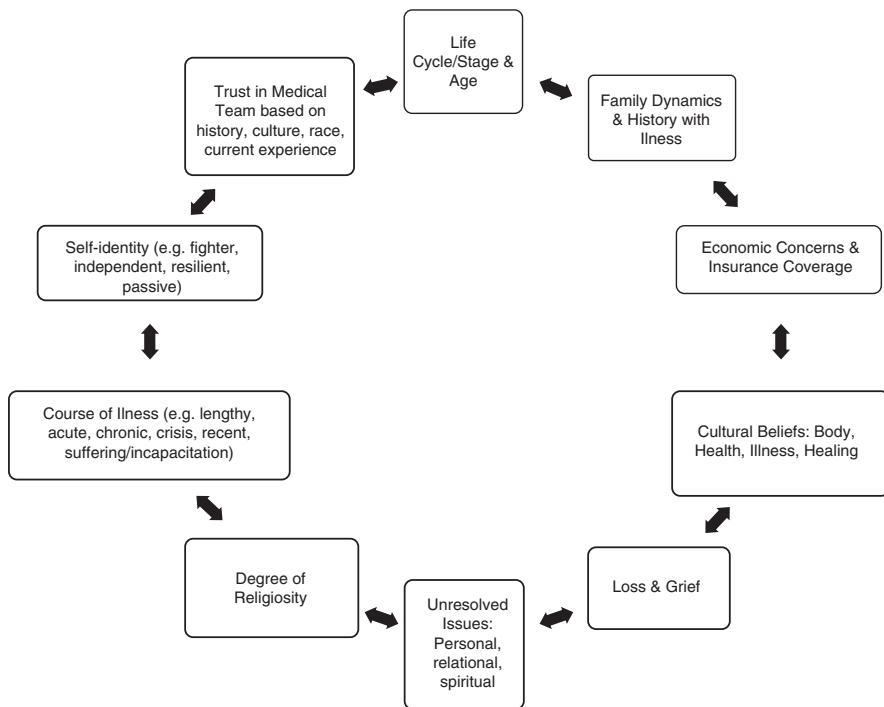 Life
Cycle/Stage &
Age
Family Dynamics
& History with
Ilness
Economic Concerns &
Insurance Coverage
Cultural Beliefs: Body,
Health, Illness, Healing
Loss & Grief
Unresolved
Issues:
Personal,
relational,
spiritual
Degree of
Religiosity
Course of Ilness (e.g. lengthy,
acute, chronic, crisis, recent,
suffering/incapacitation)
Self-identity (e.g. fighter,
independent, resilient,
passive)
Trust in Medical
Team based on
history, culture, race,
current experience